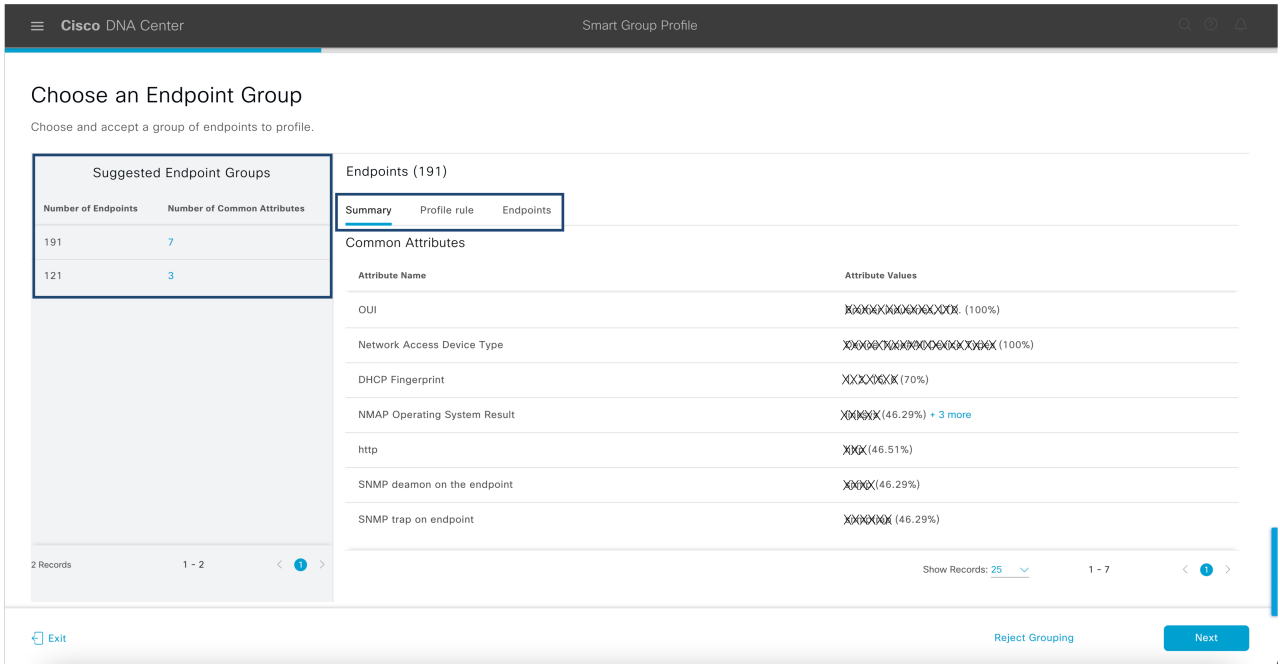 Cisco DNA Center
Smart Group Profile
Choose an Endpoint Group
Choose and accept a group of endpoints to profile.
Suggested Endpoint Groups
Number of Endpoints Number of Common Attributes
191 7
121 3
2 Records 1 - 2 1
Endpoints (191)
Summary Profile rule Endpoints
Common Attributes
Attribute Name Attribute Values
OUI (100%)
Network Access Device Type (100%)
DHCP Fingerprint (70%)
NMAP Operating System Result (46.29%) + 3 more
http (46.51%)
SNMP deamon on the endpoint (46.29%)
SNMP trap on endpoint (46.29%)
Show Records: 25 1 - 7 1
Exit Reject Grouping Next